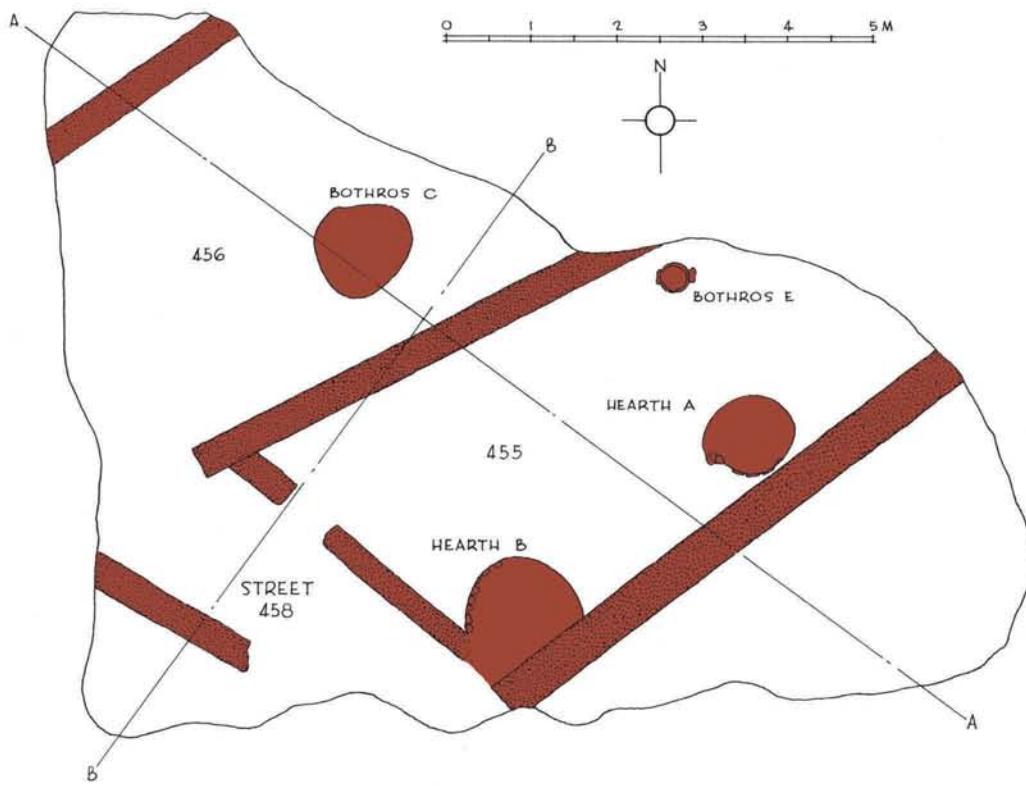 A
0 1 2 3 4 5 M
N
B
BOTHROS C
456
BOTHROS E
HEARTH A
455
HEARTH B
STREET
458
A
B